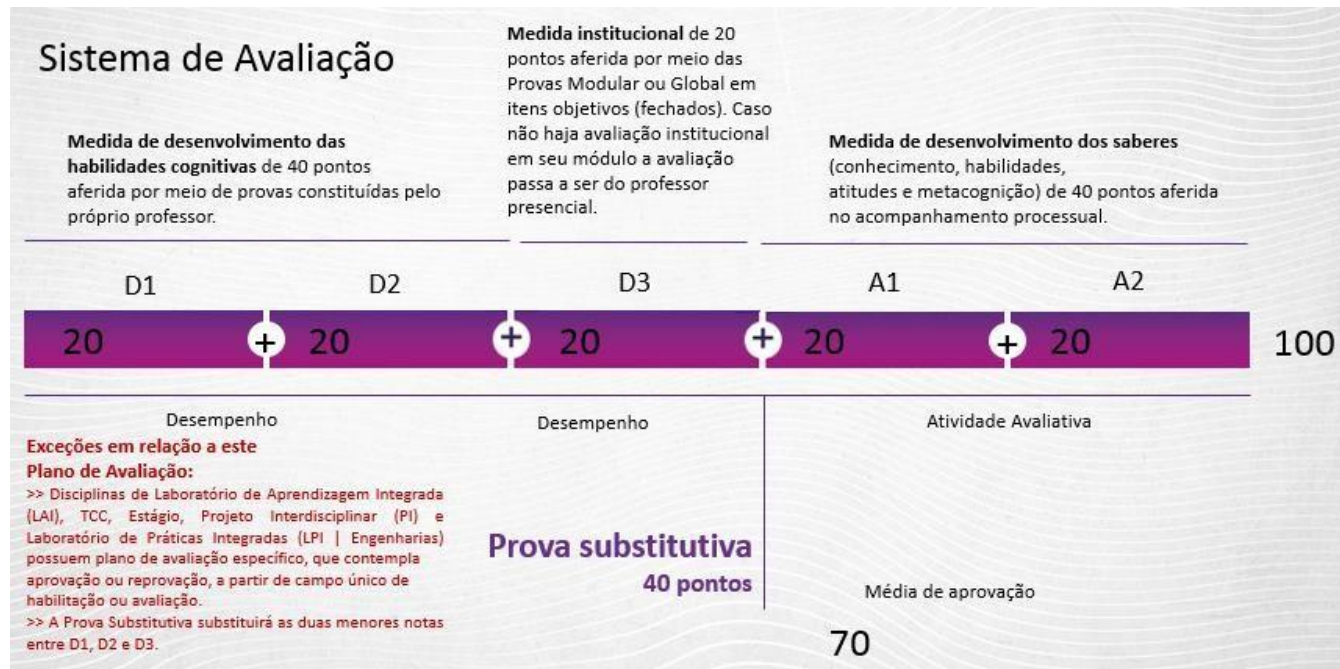 Sistema de Avaliação
Medida de desenvolvimento das
habilidades cognitivas de 40 pontos
aferida por meio de provas constituídas pelo
próprio professor.
Medida institucional de 20
pontos aferida por meio das
Provas Modular ou Global em
itens objetivos (fechados). Caso
não haja avaliação institucional
em seu módulo a avaliação
passa a ser do professor
presencial.
Medida de desenvolvimento dos saberes
(conhecimento, habilidades,
atitudes e metacognição) de 40 pontos aferida
no acompanhamento processual.
D1 D2 D3 A1 A2
20 + 20 + 20 + 20 + 20 100
Desempenho
Desempenho
Atividade Avaliativa
Exceções em relação a este
Plano de Avaliação:
>> Disciplinas de Laboratório de Aprendizagem Integrada
(LAI), TCC, Estágio, Projeto Interdisciplinar (PI) e
Laboratório de Práticas Integradas (LPI | Engenharias)
possuem plano de avaliação específico, que contempla
aprovação ou reprovação, a partir de campo único de
habilitação ou avaliação.
>> A Prova Substitutiva substituirá as duas menores notas
entre D1, D2 e D3.
Prova substitutiva
40 pontos
Média de aprovação
70